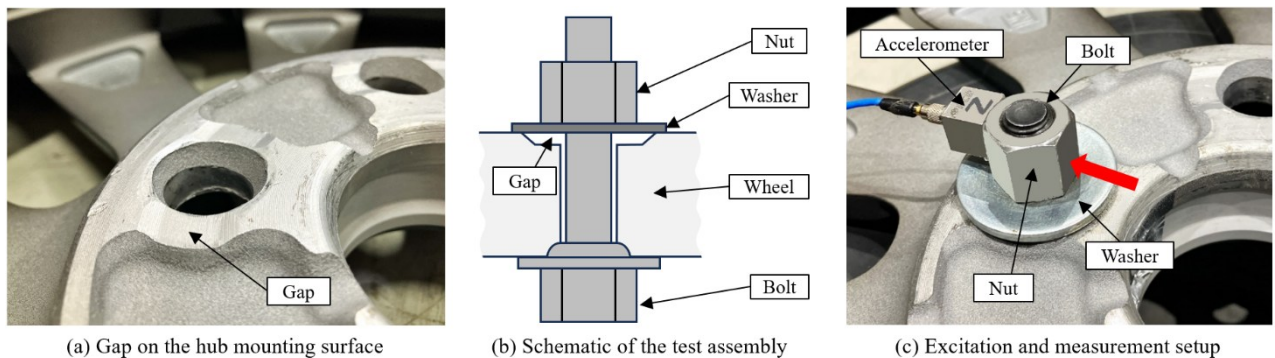 Gap
(a) Gap on the hub mounting surface
Nut
Washer
Gap
Wheel
Bolt
(b) Schematic of the test assembly
Accelerometer
Bolt
Z
Washer
Nut
(c) Excitation and measurement setup